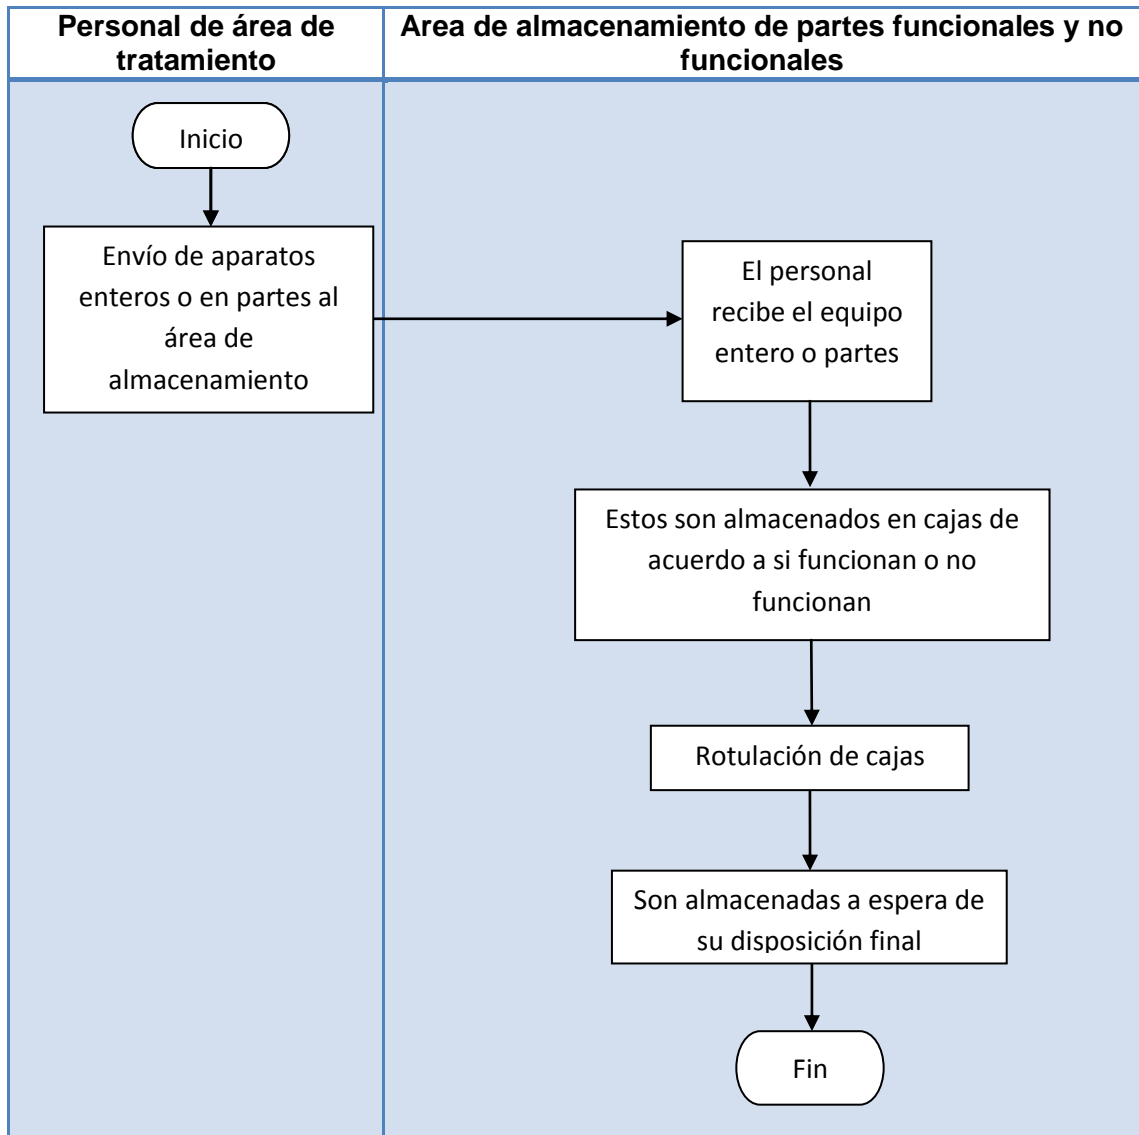 Personal de área de
tratamiento
Area de almacenamiento de partes funcionales y no
funcionales
Inicio
Envío de aparatos
enteros o en partes al
área de
almacenamiento
El personal
recibe el equipo
entero o partes
Estos son almacenados en cajas de
acuerdo a si funcionan o no
funcionan
Rotulación de cajas
Son almacenadas a espera de
su disposición final
Fin